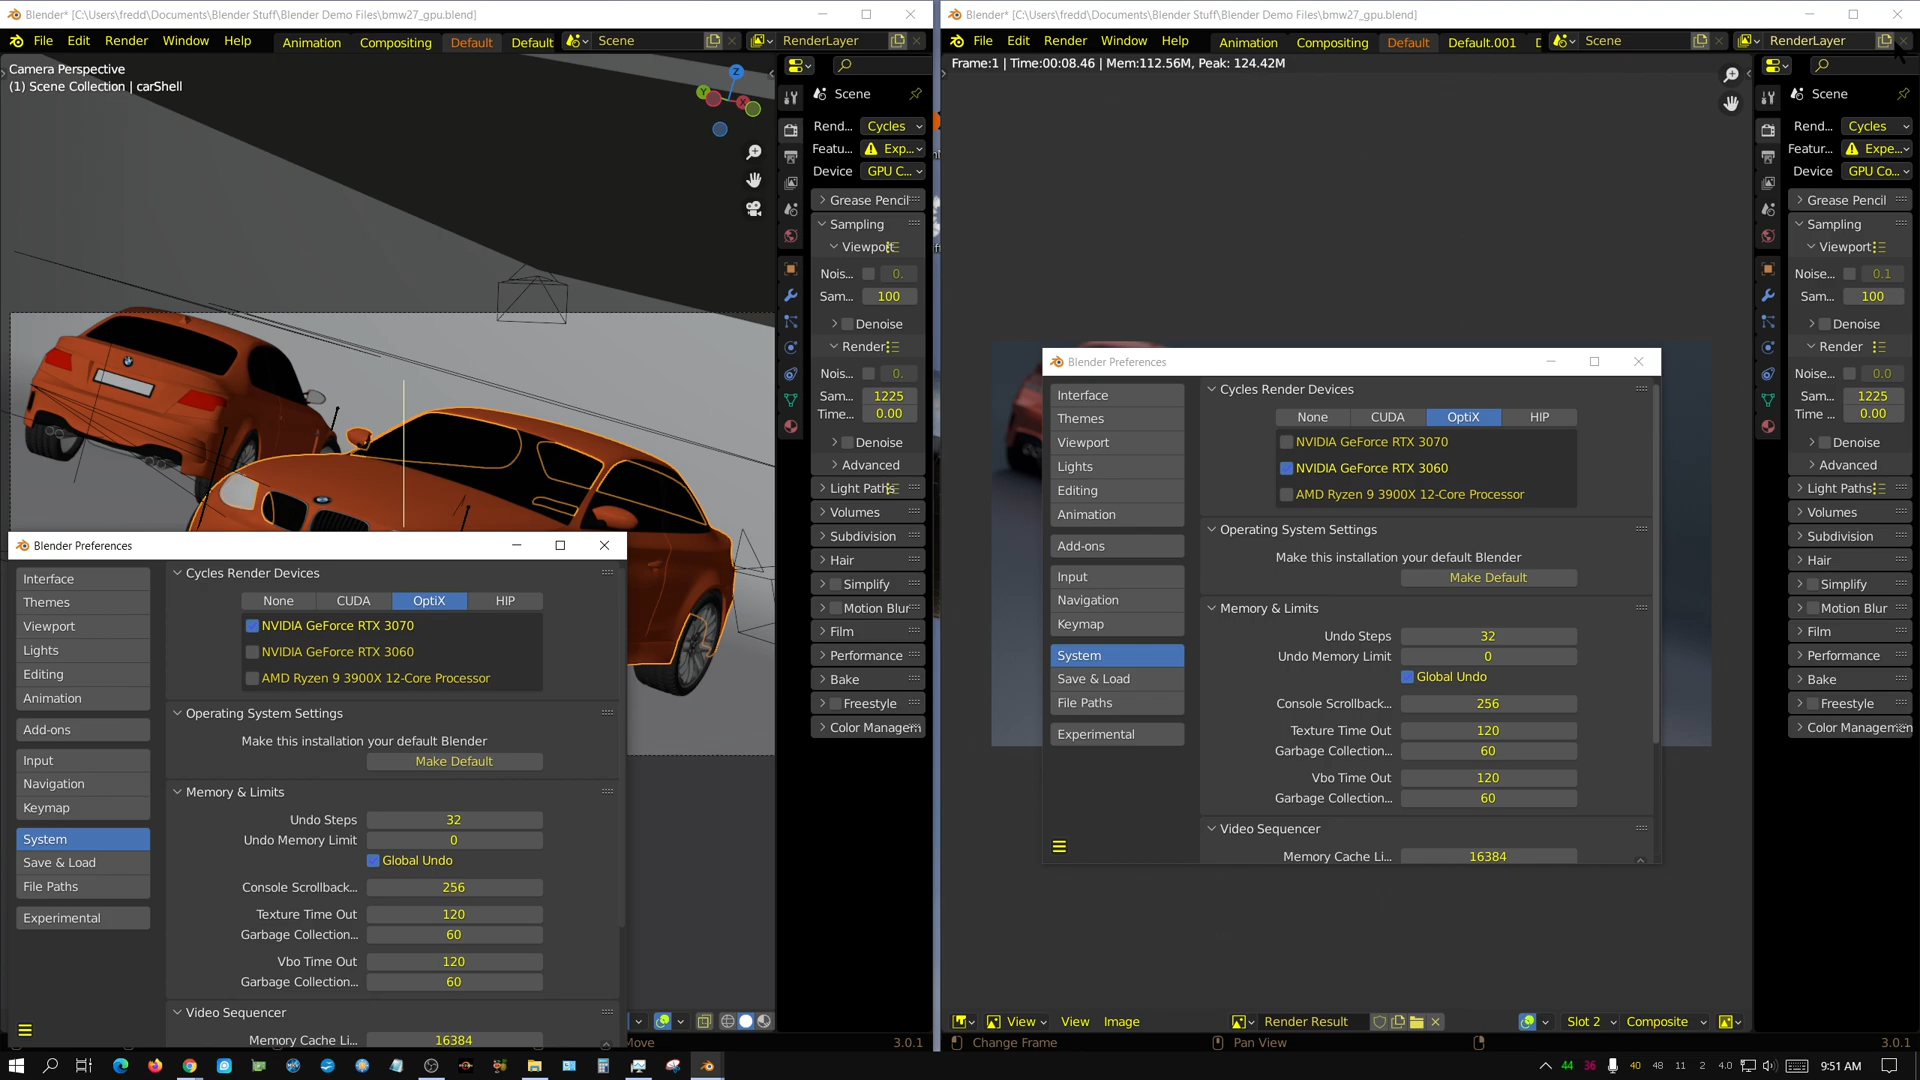 Blender* [C:\Users\fredd\Documents\Blender Stuff\Blender Demo Files\bmw27_gpu.blend]
File Edit Render Window Help Animation Compositing Default Default Scene RenderLayer
Camera Perspective
(1) Scene Collection | carShell
Scene
Rend... Cycles
Featu... Exp...
Device GPU C...
Grease Pencil
Sampling
Viewport
Nois... 0.
Sam... 100
Denoise
Render
Nois... 0.
Sam... 1225
Time... 0.00
Denoise
Advanced
Light Paths
Volumes
Subdivision
Hair
Simplify
Motion Blur
Film
Performance
Bake
Freestyle
Color Managem
Blender Preferences
Interface
Themes
Viewport
Lights
Editing
Animation
Add-ons
Input
Navigation
Keymap
System
Save & Load
File Paths
Experimental
Cycles Render Devices
None CUDA OptiX HIP
NVIDIA GeForce RTX 3070
NVIDIA GeForce RTX 3060
AMD Ryzen 9 3900X 12-Core Processor
Operating System Settings
Make this installation your default Blender
Make Default
Memory & Limits
Undo Steps 32
Undo Memory Limit 0
Global Undo
Console Scrollback... 256
Texture Time Out 120
Garbage Collection... 60
Vbo Time Out 120
Garbage Collection... 60
Video Sequencer
Memory Cache Li... 16384
Move 3.0.1
Blender* [C:\Users\fredd\Documents\Blender Stuff\Blender Demo Files\bmw27_gpu.blend]
File Edit Render Window Help Animation Compositing Default Default.001 Scene RenderLayer
Frame:1 | Time:00:08.46 | Mem:112.56M, Peak: 124.42M
Scene
Rend... Cycles
Featur... Expe...
Device GPU Co...
Grease Pencil
Sampling
Viewport
Noise... 0.1
Sam... 100
Denoise
Render
Noise... 0.0
Sam... 1225
Time ... 0.00
Denoise
Advanced
Light Paths
Volumes
Subdivision
Hair
Simplify
Motion Blur
Film
Performance
Bake
Freestyle
Color Managemen
Blender Preferences
Interface
Themes
Viewport
Lights
Editing
Animation
Add-ons
Input
Navigation
Keymap
System
Save & Load
File Paths
Experimental
Cycles Render Devices
None CUDA OptiX HIP
NVIDIA GeForce RTX 3070
NVIDIA GeForce RTX 3060
AMD Ryzen 9 3900X 12-Core Processor
Operating System Settings
Make this installation your default Blender
Make Default
Memory & Limits
Undo Steps 32
Undo Memory Limit 0
Global Undo
Console Scrollback... 256
Texture Time Out 120
Garbage Collection... 60
Vbo Time Out 120
Garbage Collection... 60
Video Sequencer
Memory Cache Li... 16384
View View Image Render Result Slot 2 Composite
Change Frame Pan View 3.0.1
44 36 40 48 11 2 4.0 9:51 AM